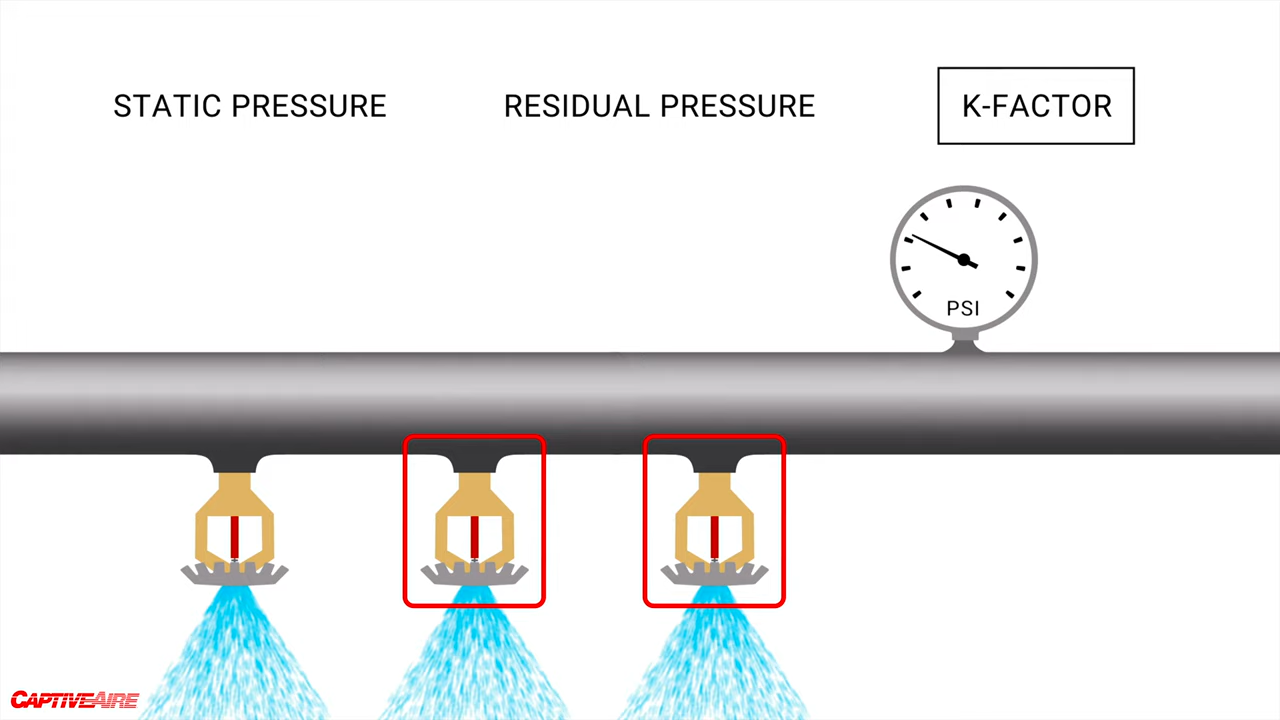 STATIC PRESSURE
RESIDUAL PRESSURE
K-FACTOR
PSI
CAPTIVEAIRE